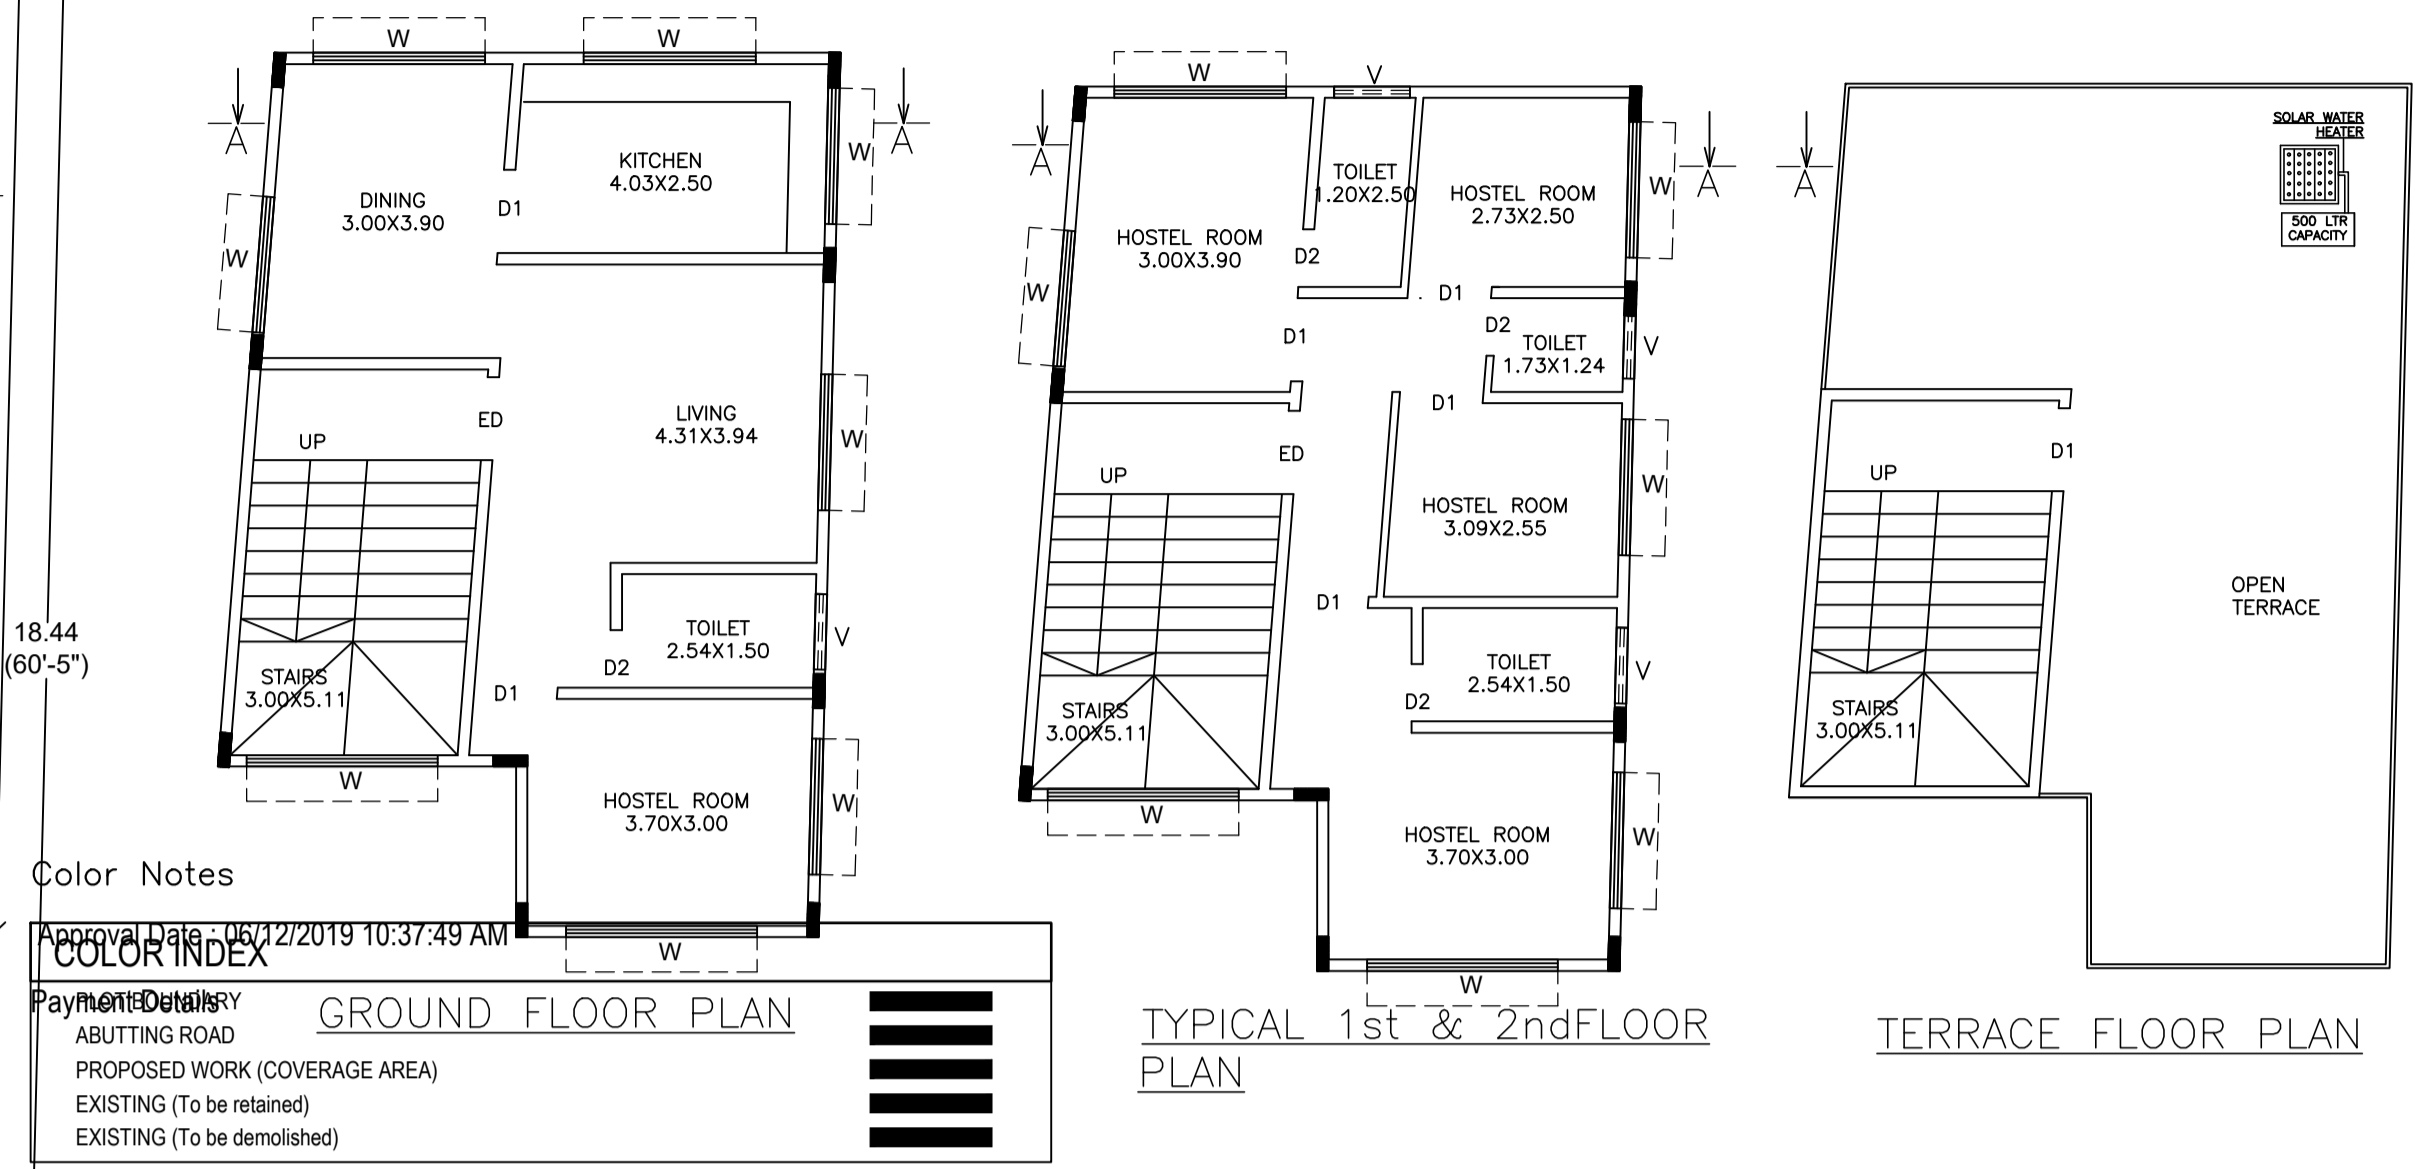 W
W
A
A
W
KITCHEN
4.03X2.50
DINING
3.00X3.90
D1
W
LIVING
4.31X3.94
ED
UP
W
18.44
(60'-5")
TOILET
2.54X1.50
V
D2
STAIRS
3.00X5.11
D1
W
HOSTEL ROOM
3.70X3.00
W
W
GROUND FLOOR PLAN
W
V
A
A
TOILET
1.20X2.50
HOSTEL ROOM
2.73X2.50
W
HOSTEL ROOM
3.00X3.90
D2
W
D1
D2
D1
TOILET
1.73X1.24
V
D1
ED
UP
HOSTEL ROOM
3.09X2.55
W
D1
TOILET
2.54X1.50
V
D2
STAIRS
3.00X5.11
W
HOSTEL ROOM
3.70X3.00
W
W
TYPICAL 1st & 2ndFLOOR
PLAN
A
SOLAR WATER
HEATER
500 LTR
CAPACITY
D1
UP
OPEN
TERRACE
STAIRS
3.00X5.11
TERRACE FLOOR PLAN
Color Notes
Approval Date : 06/12/2019 10:37:49 AM
COLOR INDEX
Payment Details
PLOT BOUNDARY
ABUTTING ROAD
PROPOSED WORK (COVERAGE AREA)
EXISTING (To be retained)
EXISTING (To be demolished)